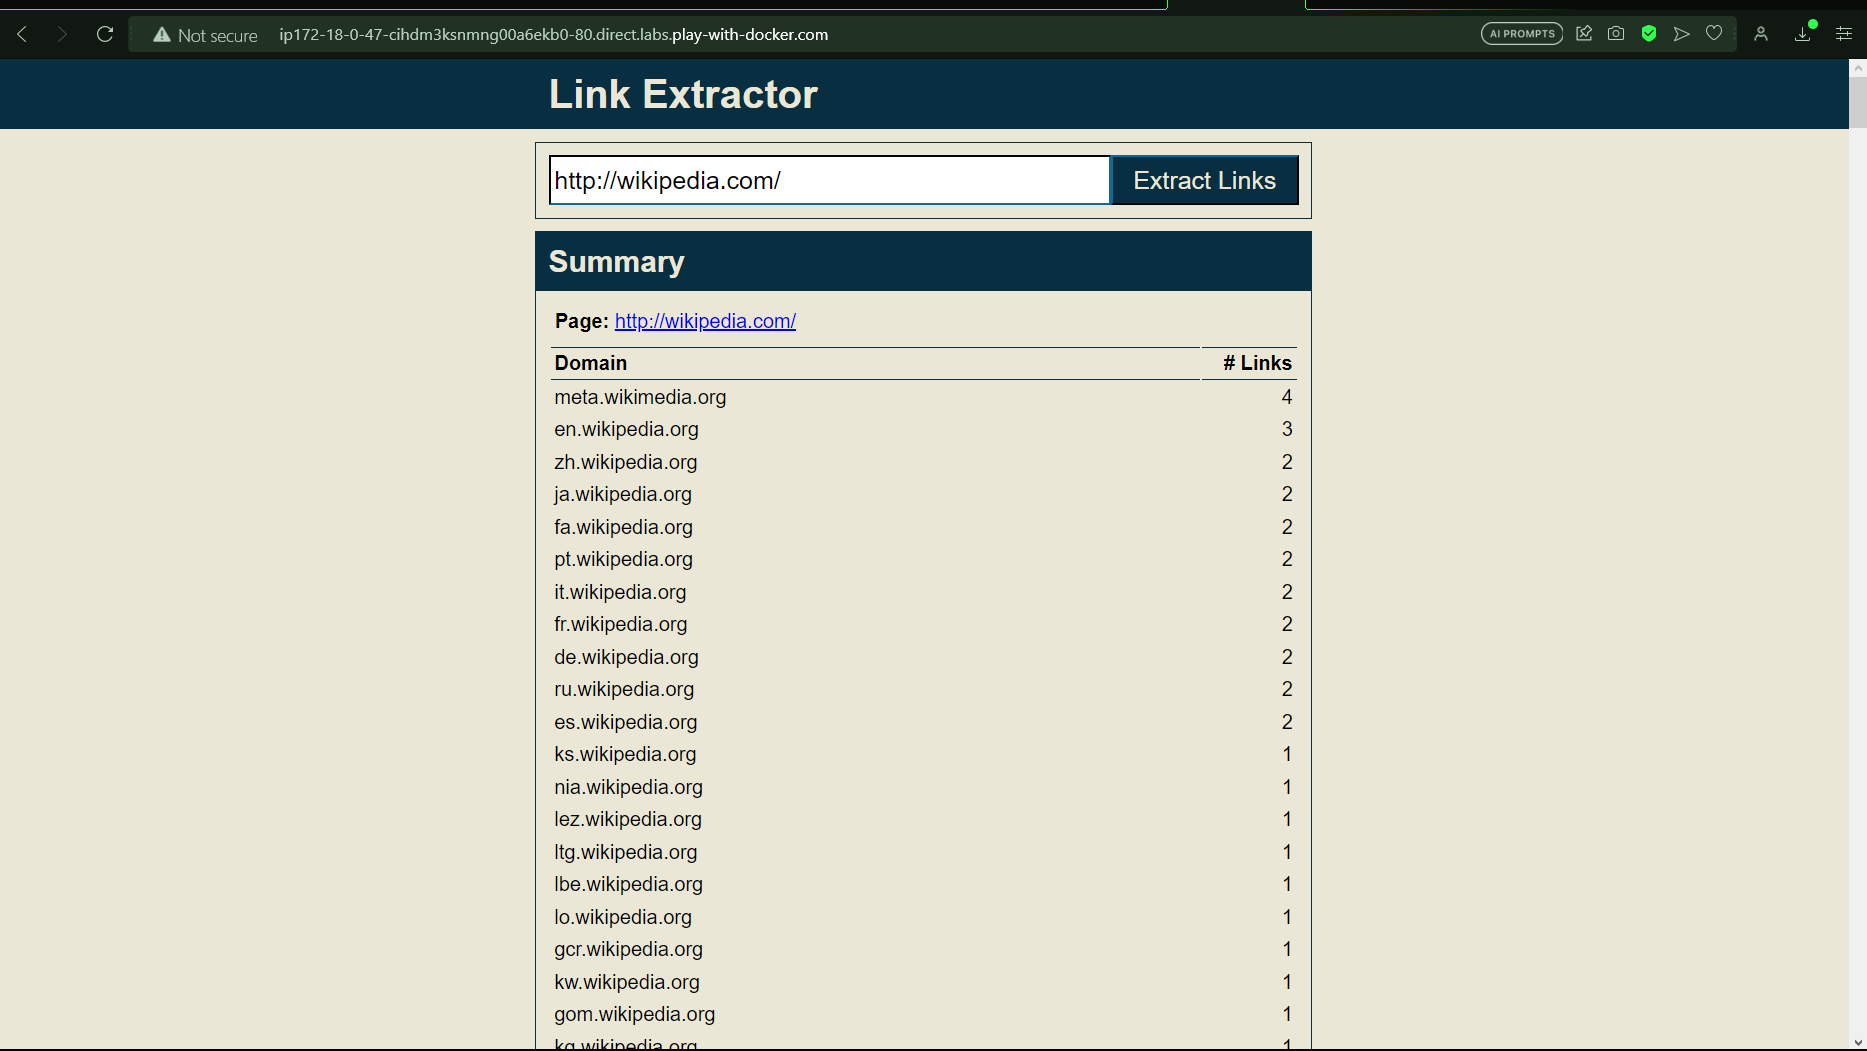 Not secure ip172-18-0-47-cihdm3ksnmng00a6ekb0-80.direct.labs.play-with-docker.com AI PROMPTS
Link Extractor
http://wikipedia.com/ Extract Links
Summary
Page: http://wikipedia.com/
Domain # Links
meta.wikimedia.org 4
en.wikipedia.org 3
zh.wikipedia.org 2
ja.wikipedia.org 2
fa.wikipedia.org 2
pt.wikipedia.org 2
it.wikipedia.org 2
fr.wikipedia.org 2
de.wikipedia.org 2
ru.wikipedia.org 2
es.wikipedia.org 2
ks.wikipedia.org 1
nia.wikipedia.org 1
lez.wikipedia.org 1
ltg.wikipedia.org 1
lbe.wikipedia.org 1
lo.wikipedia.org 1
gcr.wikipedia.org 1
kw.wikipedia.org 1
gom.wikipedia.org 1